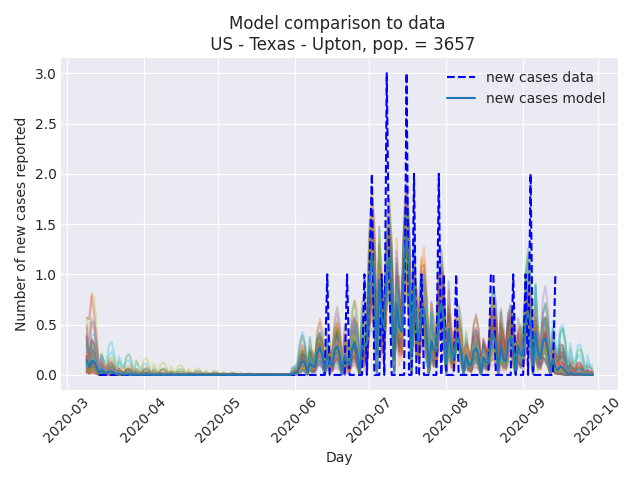 Model comparison to data
US - Texas - Upton, pop. = 3657
new cases data
new cases model
Number of new cases reported
3.0
2.5
2.0
1.5
1.0
0.5
0.0
2020-03
2020-04
2020-05
2020-06
2020-07
2020-08
2020-09
2020-10
Day